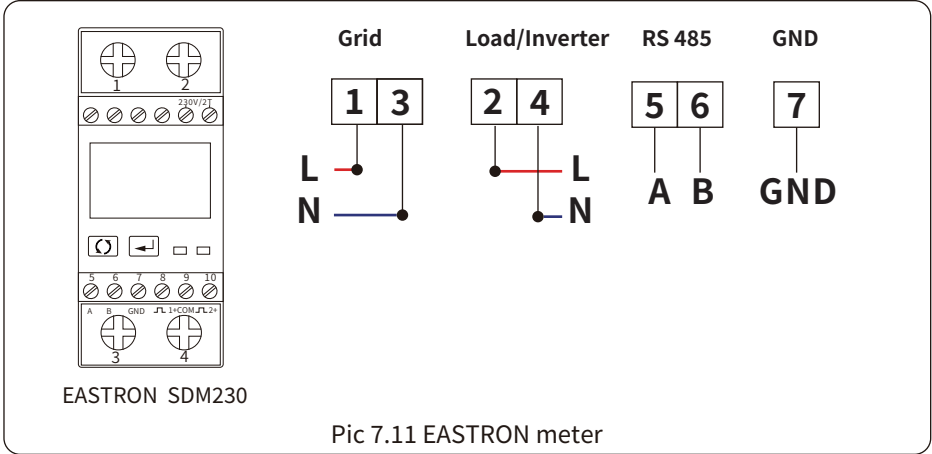 Grid Load/Inverter RS 485 GND
1 2
230V/2T
1 3 2 4 5 6 7
L L
N N
A B GND
5 6 7 8 9 10
A B GND 1+COM 2+
3 4
EASTRON SDM230
Pic 7.11 EASTRON meter